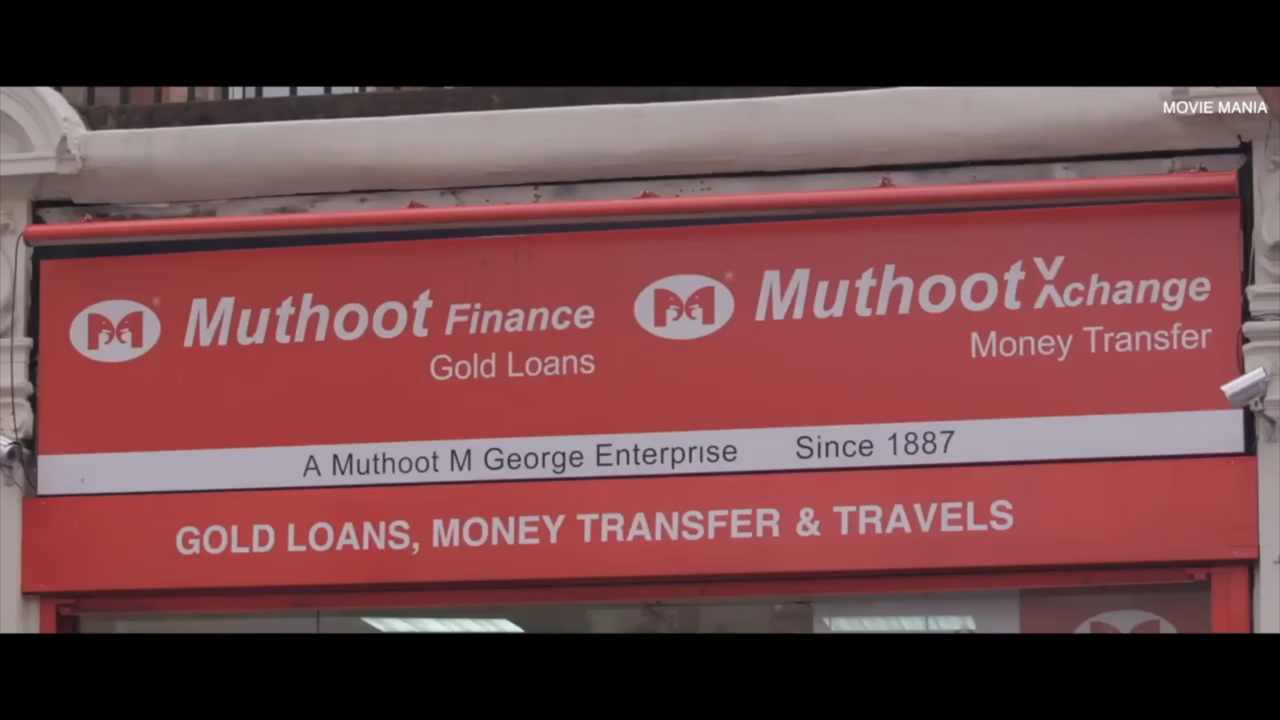 MOVIE MANIA
Muthoot Finance
Gold Loans
Muthoot Xchange
Money Transfer
A Muthoot M George Enterprise Since 1887
GOLD LOANS, MONEY TRANSFER & TRAVELS